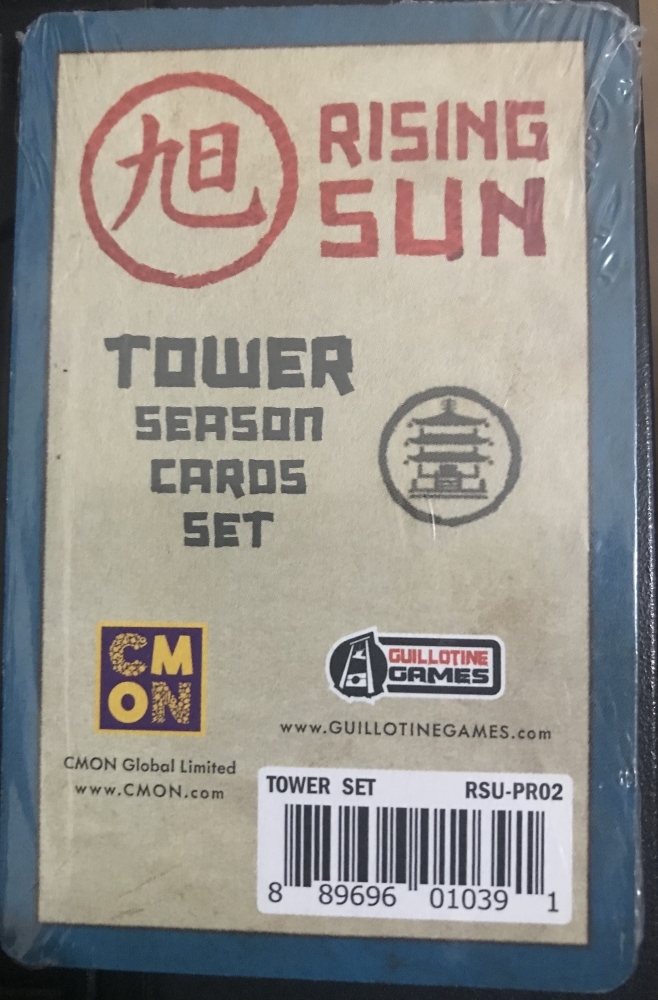 旭
RISING
SUN
TOWER
SEASON
CARDS
SET
CMON
GUILLOTINE
GAMES
www.GUILLOTINEGAMES.com
CMON Global Limited
www.CMON.com
TOWER SET RSU-PR02
8 89696 01039 1